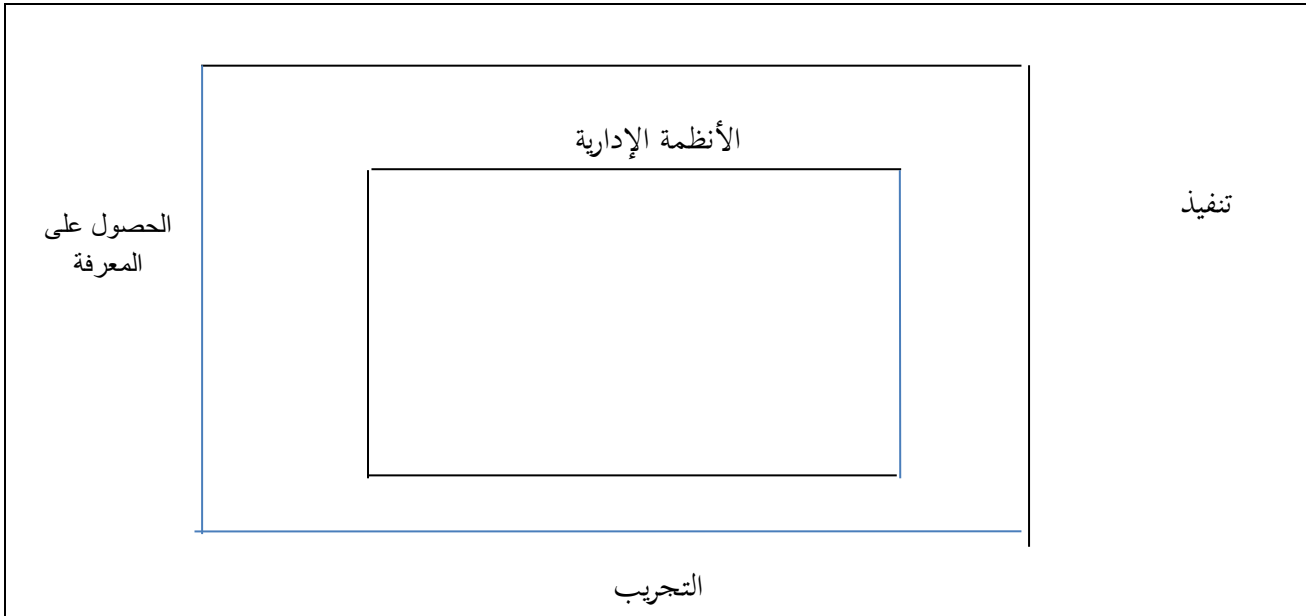 الأنظمة الإدارية
تنفيذ
الحصول على
المعرفة
التجريب